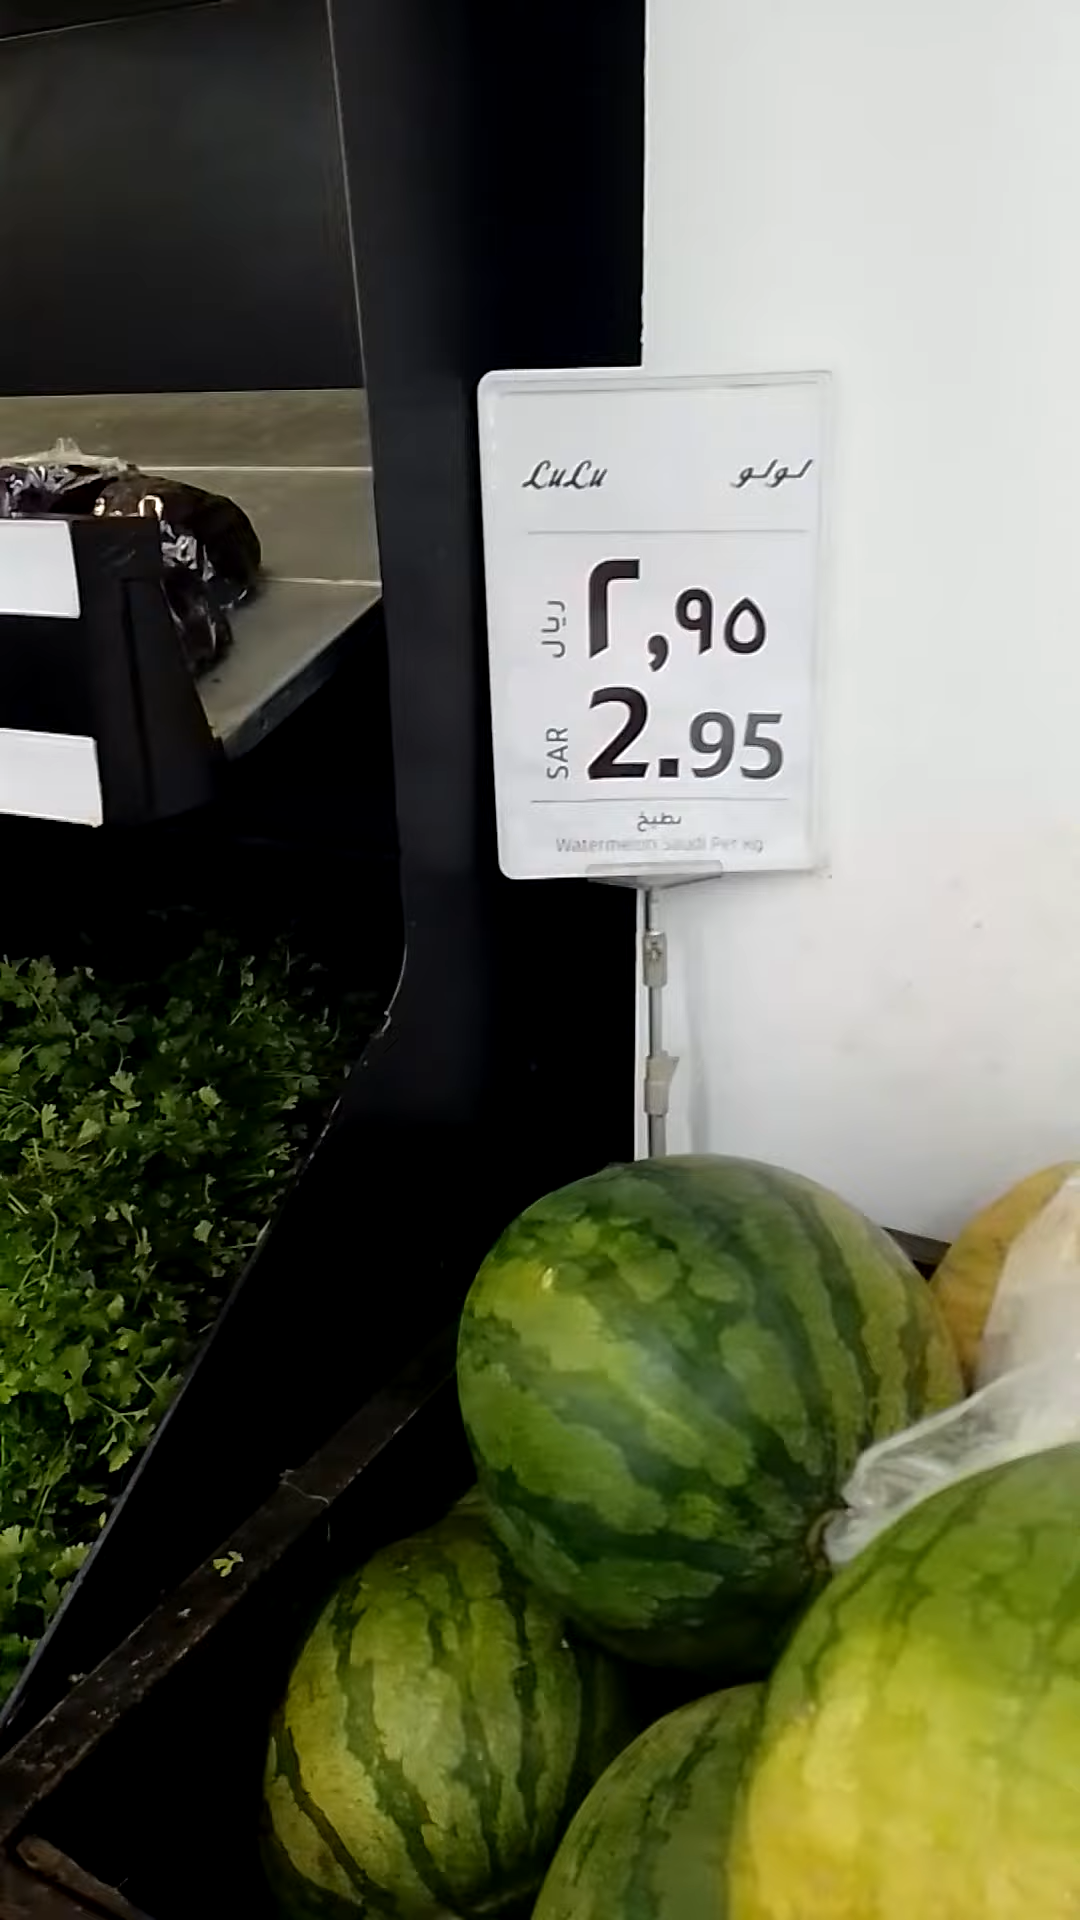 LuLu لولو
ريال ٢,٩٥
SAR 2.95
بطيخ
Watermelon Saudi Per Kg